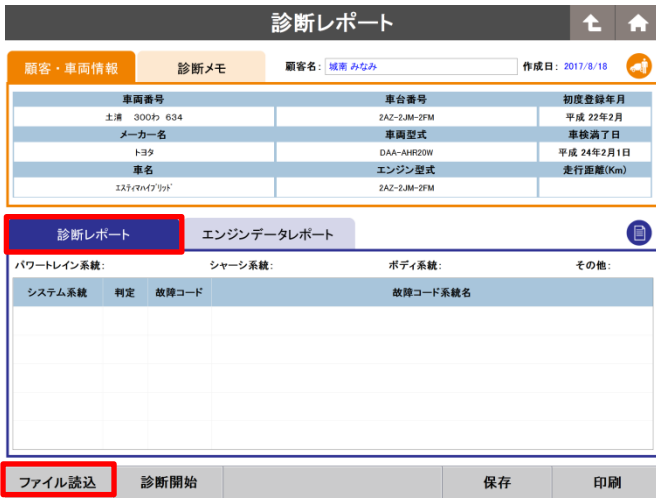 診断レポート
顧客・車両情報 診断メモ 顧客名: 城南 みなみ 作成日: 2017/8/18
車両番号 車台番号 初度登録年月
土浦 300わ 634 2AZ-2JM-2FM 平成 22年2月
メーカー名 車両型式 車検満了日
トヨタ DAA-AHR20W 平成 24年2月1日
車名 エンジン型式 走行距離(Km)
エスティマハイブリッド 2AZ-2JM-2FM
診断レポート エンジンデータレポート
パワートレイン系統: シャーシ系統: ボディ系統: その他:
システム系統 判定 故障コード 故障コード系統名
ファイル読込 診断開始 保存 印刷